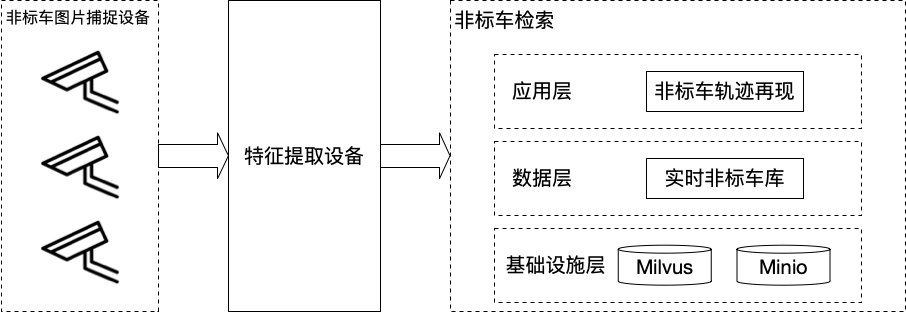 非标车图片捕捉设备
特征提取设备
非标车检索
应用层
非标车轨迹再现
数据层
实时非标车库
基础设施层
Milvus
Minio